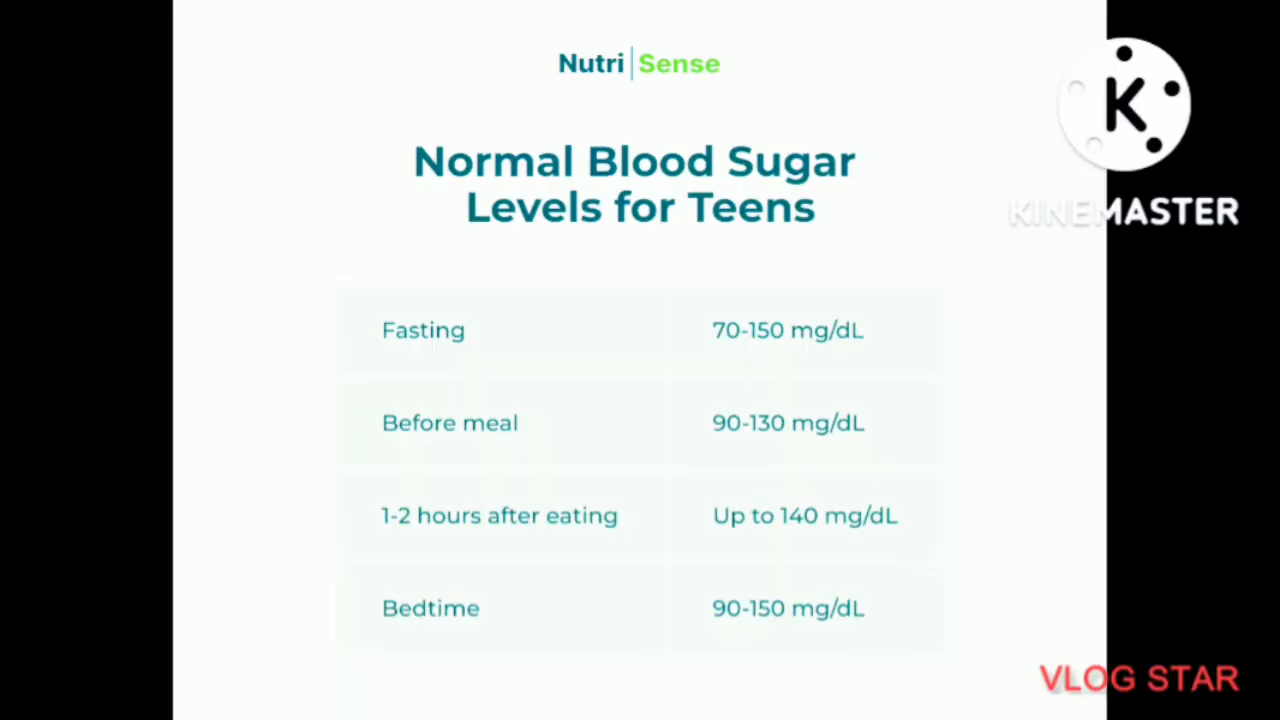 Nutri Sense
Normal Blood Sugar
Levels for Teens
Fasting 70-150 mg/dL
Before meal 90-130 mg/dL
1-2 hours after eating Up to 140 mg/dL
Bedtime 90-150 mg/dL
K
KINEMASTER
VLOG STAR